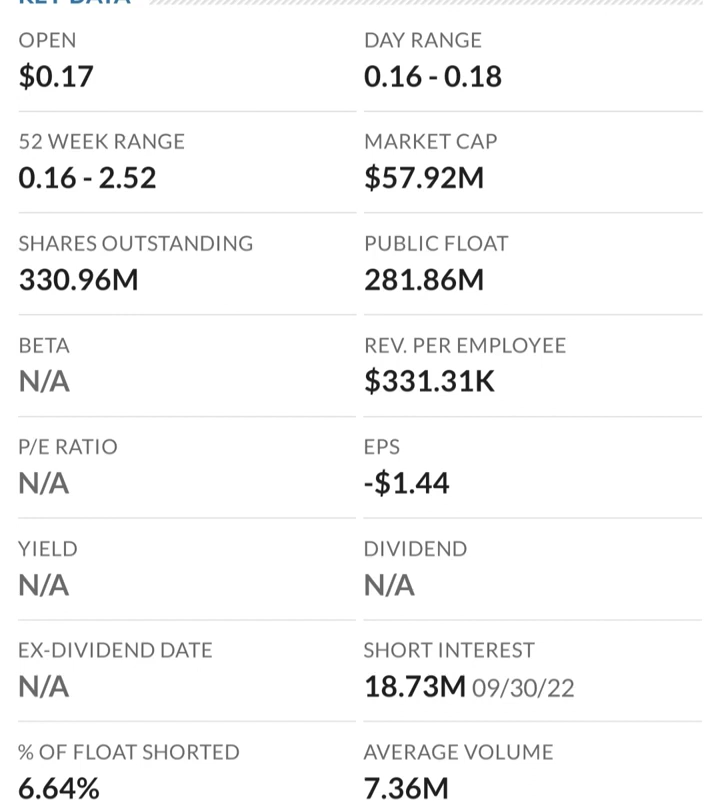 KEY DATA
OPEN
$0.17
DAY RANGE
0.16 - 0.18
52 WEEK RANGE
0.16 - 2.52
MARKET CAP
$57.92M
SHARES OUTSTANDING
330.96M
PUBLIC FLOAT
281.86M
BETA
N/A
REV. PER EMPLOYEE
$331.31K
P/E RATIO
N/A
EPS
-$1.44
YIELD
N/A
DIVIDEND
N/A
EX-DIVIDEND DATE
N/A
SHORT INTEREST
18.73M 09/30/22
% OF FLOAT SHORTED
6.64%
AVERAGE VOLUME
7.36M